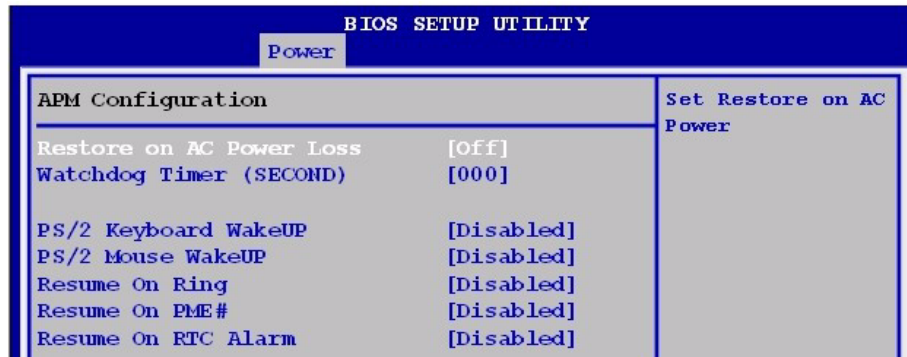 BIOS SETUP UTILITY
Power
APM Configuration
Restore on AC Power Loss [Off]
Watchdog Timer (SECOND) [000]
PS/2 Keyboard WakeUP [Disabled]
PS/2 Mouse WakeUP [Disabled]
Resume On Ring [Disabled]
Resume On PME# [Disabled]
Resume On RTC Alarm [Disabled]
Set Restore on AC
Power